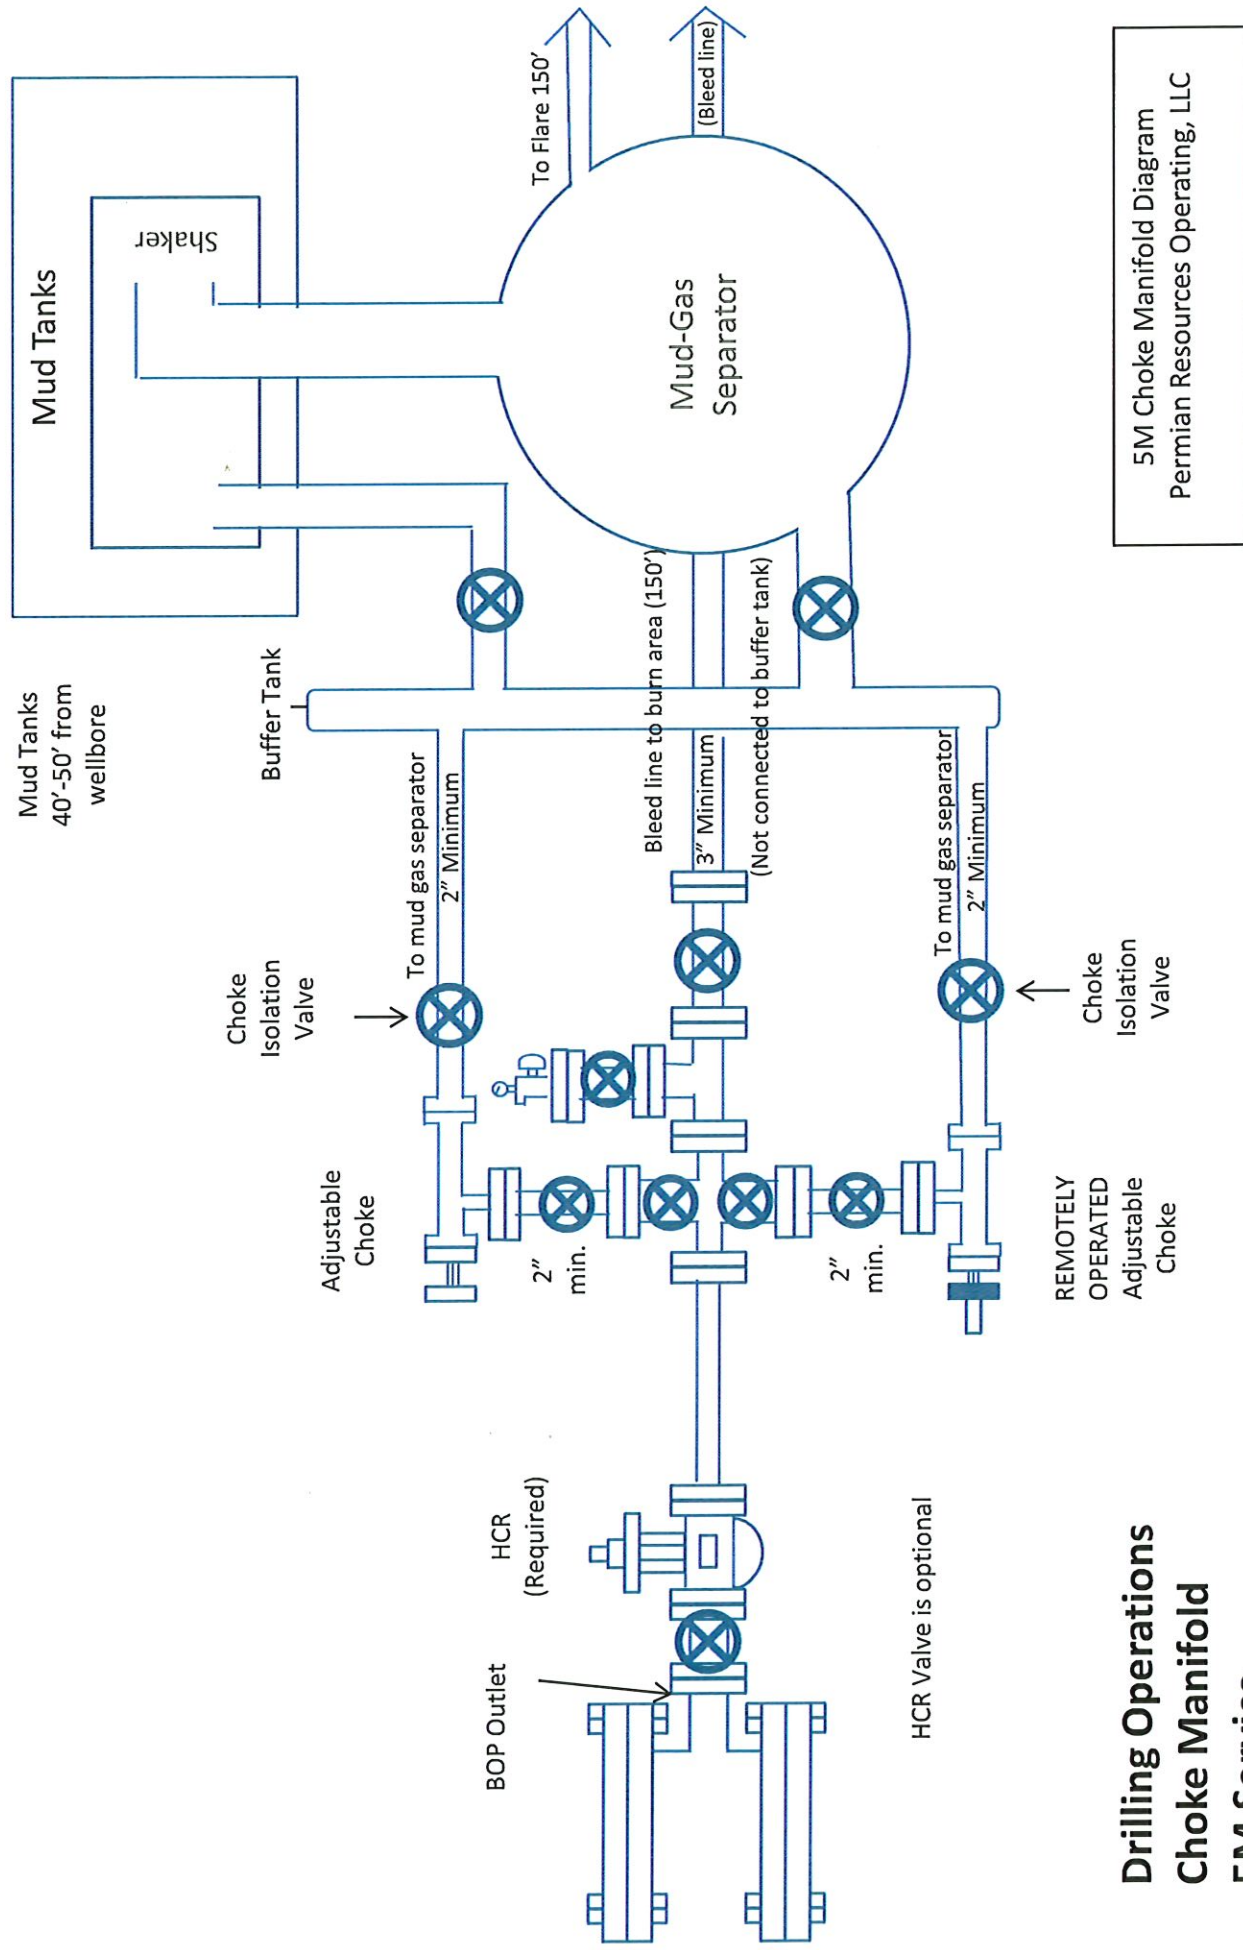 Mud Tanks
40'-50' from
wellbore
Mud Tanks
Shaker
Buffer Tank
Choke
Isolation
Valve
Adjustable
Choke
To mud gas separator
2" Minimum
To Flare 150'
BOP Outlet
HCR
(Required)
2"
min.
Bleed line to burn area (150')
3" Minimum
(Not connected to buffer tank)
Mud-Gas
Separator
(Bleed line)
2"
min.
HCR Valve is optional
To mud gas separator
2" Minimum
REMOTELY
OPERATED
Adjustable
Choke
Choke
Isolation
Valve
Drilling Operations
Choke Manifold
5M Service
5M Choke Manifold Diagram
Permian Resources Operating, LLC